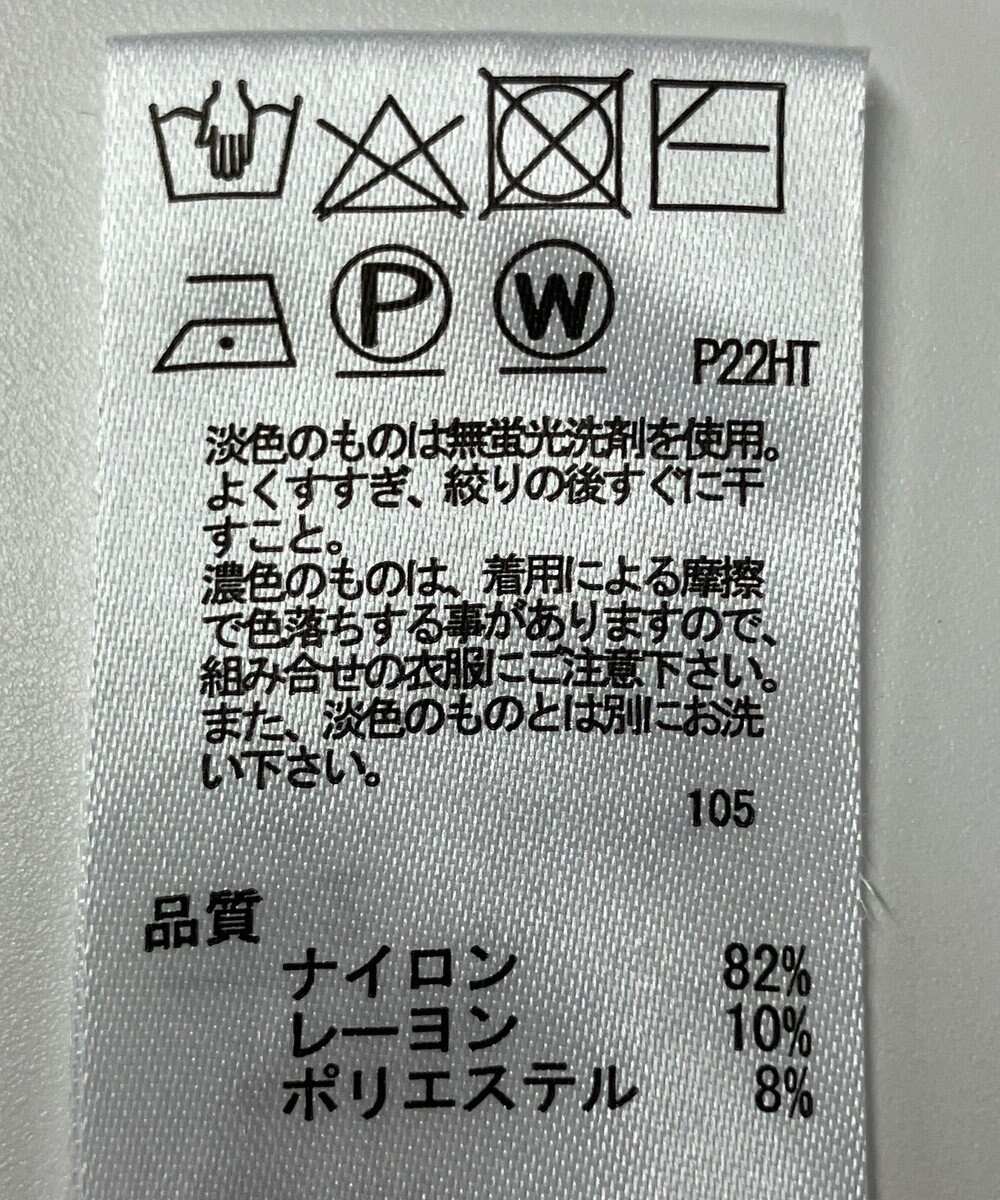 P W
P22HT
淡色のものは無蛍光洗剤を使用。
よくすすぎ、絞りの後すぐに干
すこと。
濃色のものは、着用による摩擦
で色落ちする事がありますので、
組み合せの衣服にご注意下さい。
また、淡色のものとは別にお洗
い下さい。
105
品質
ナイロン 82%
レーヨン 10%
ポリエステル 8%